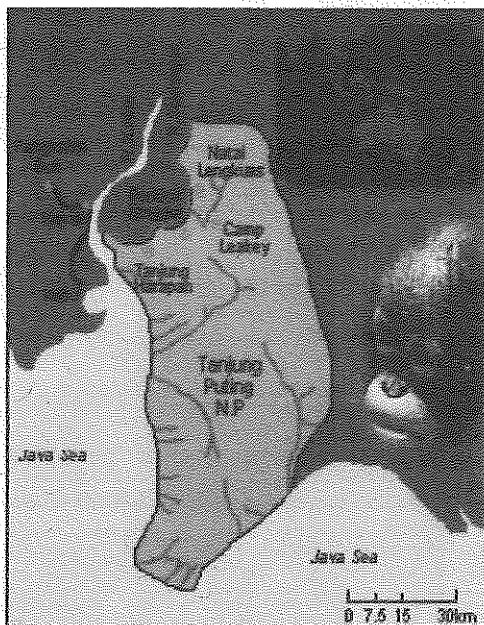 Natai
Lengkuas
Camp
Leakey
Tanjung
Harapan
Tanjung
Puting
N.P
Java Sea
Java Sea
0 7.5 15 30km